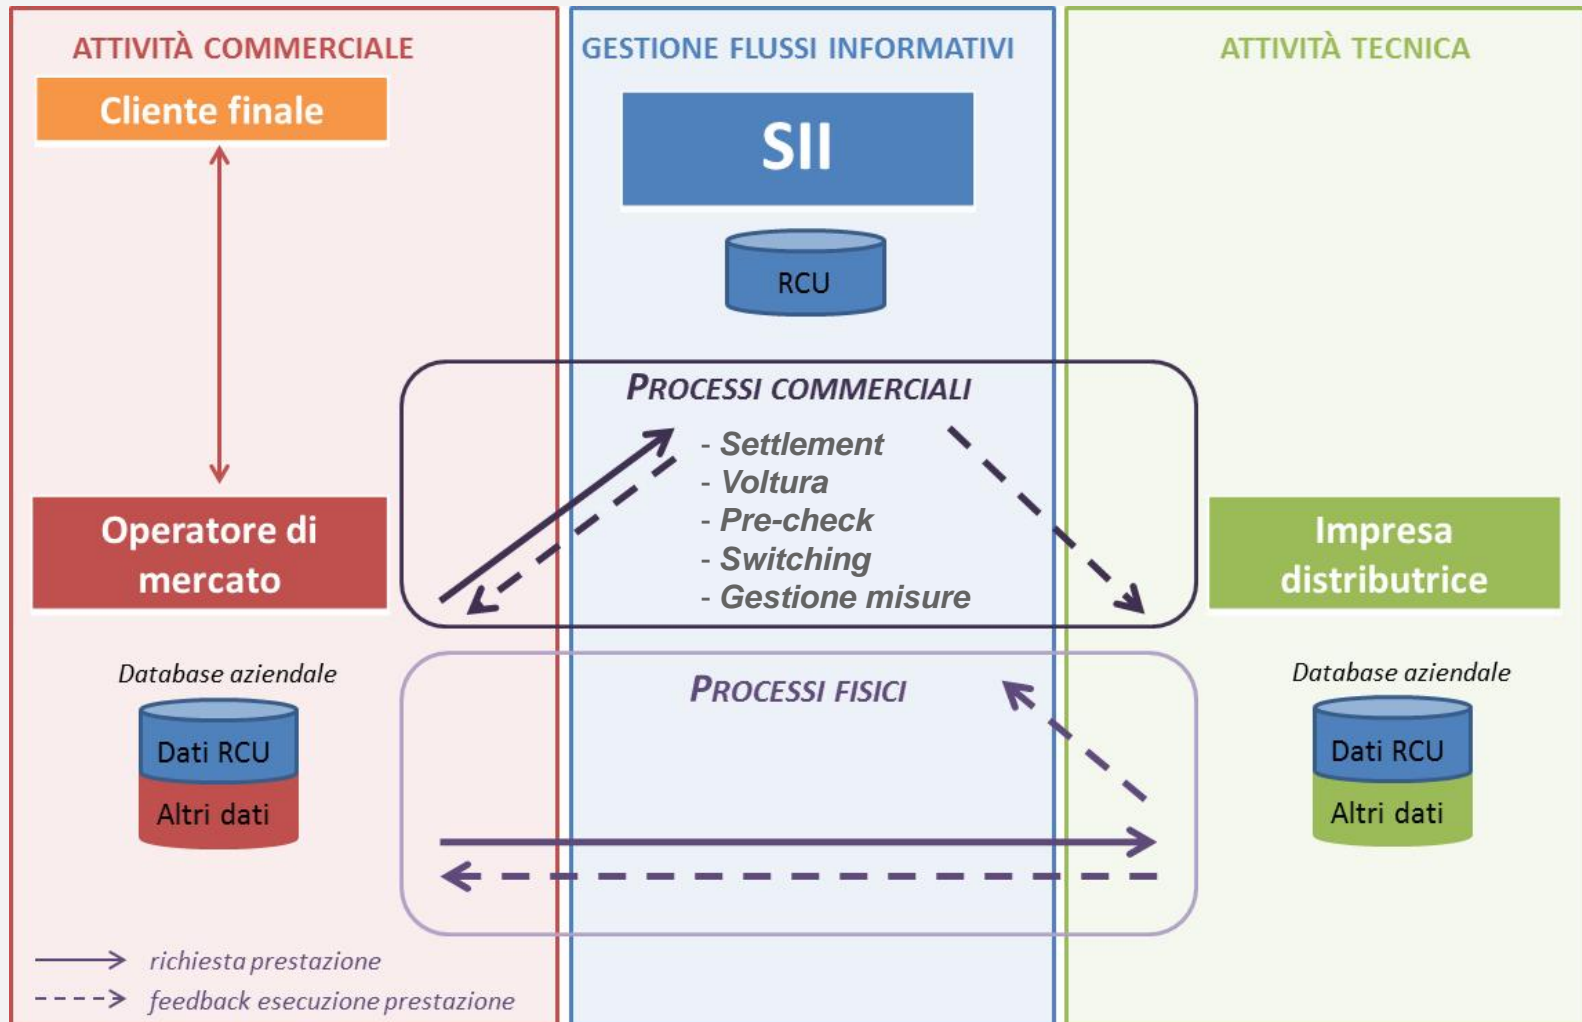 ATTIVITÀ COMMERCIALE
Cliente finale
Operatore di
mercato
Database aziendale
Dati RCU
Altri dati
richiesta prestazione
feedback esecuzione prestazione
GESTIONE FLUSSI INFORMATIVI
SII
RCU
PROCESSI COMMERCIALI
- Settlement
- Voltura
- Pre-check
- Switching
- Gestione misure
PROCESSI FISICI
ATTIVITÀ TECNICA
Impresa
distributrice
Database aziendale
Dati RCU
Altri dati